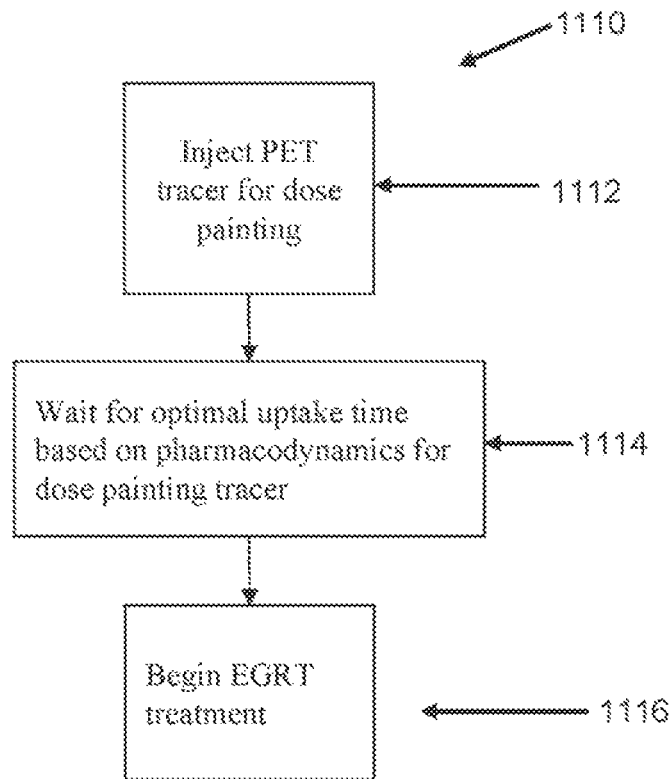 1110
Inject PET
tracer for dose
painting
1112
Wait for optimal uptake time
based on pharmacodynamics for
dose painting tracer
1114
Begin EGRT
treatment
1116